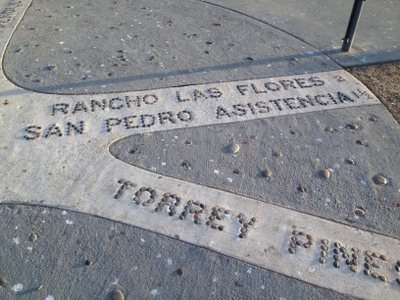 RANCHO LAS FLORES
SAN PEDRO ASISTENCIA
TORREY PINES